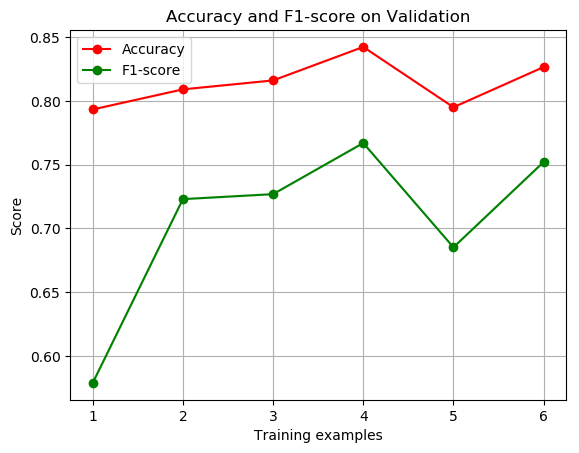 Accuracy and F1-score on Validation
Accuracy
F1-score
0.85
0.80
0.75
0.70
0.65
0.60
Score
1 2 3 4 5 6
Training examples